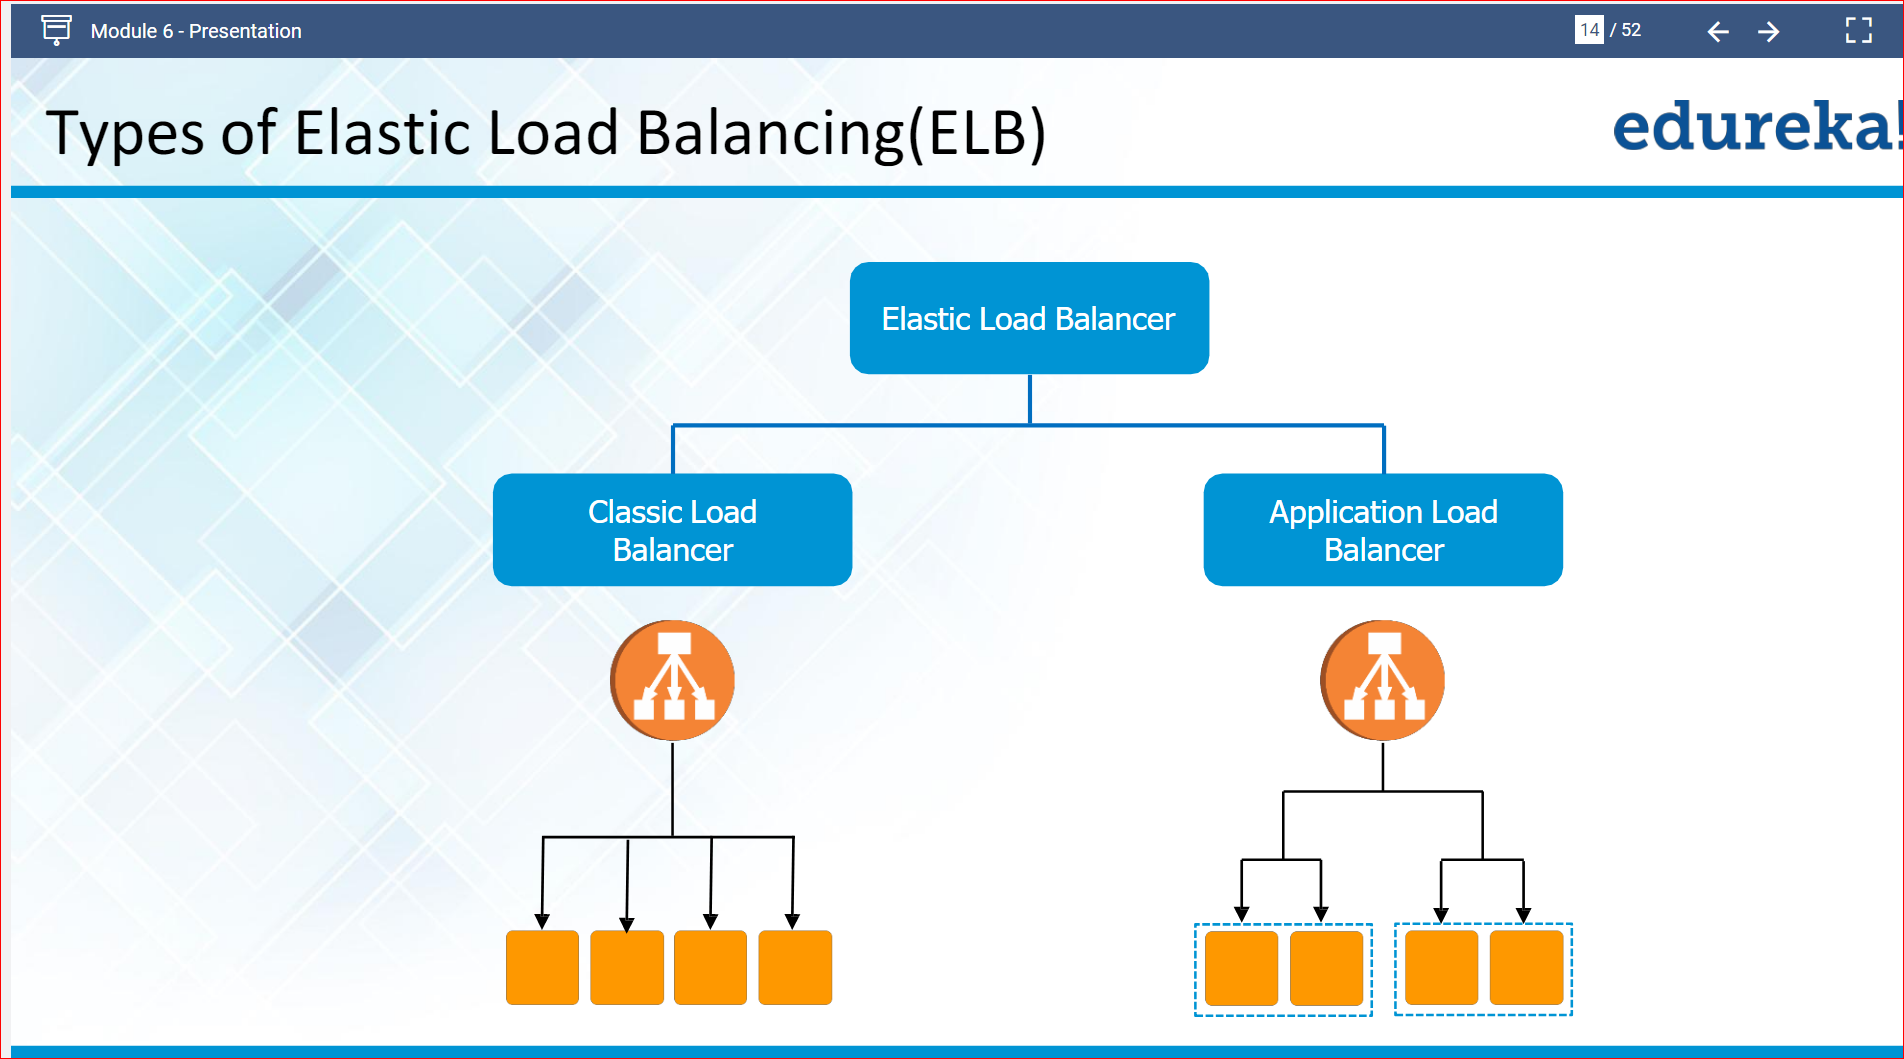 Module 6 - Presentation
14 / 52
Types of Elastic Load Balancing(ELB)
edureka!
Elastic Load Balancer
Classic Load
Balancer
Application Load
Balancer